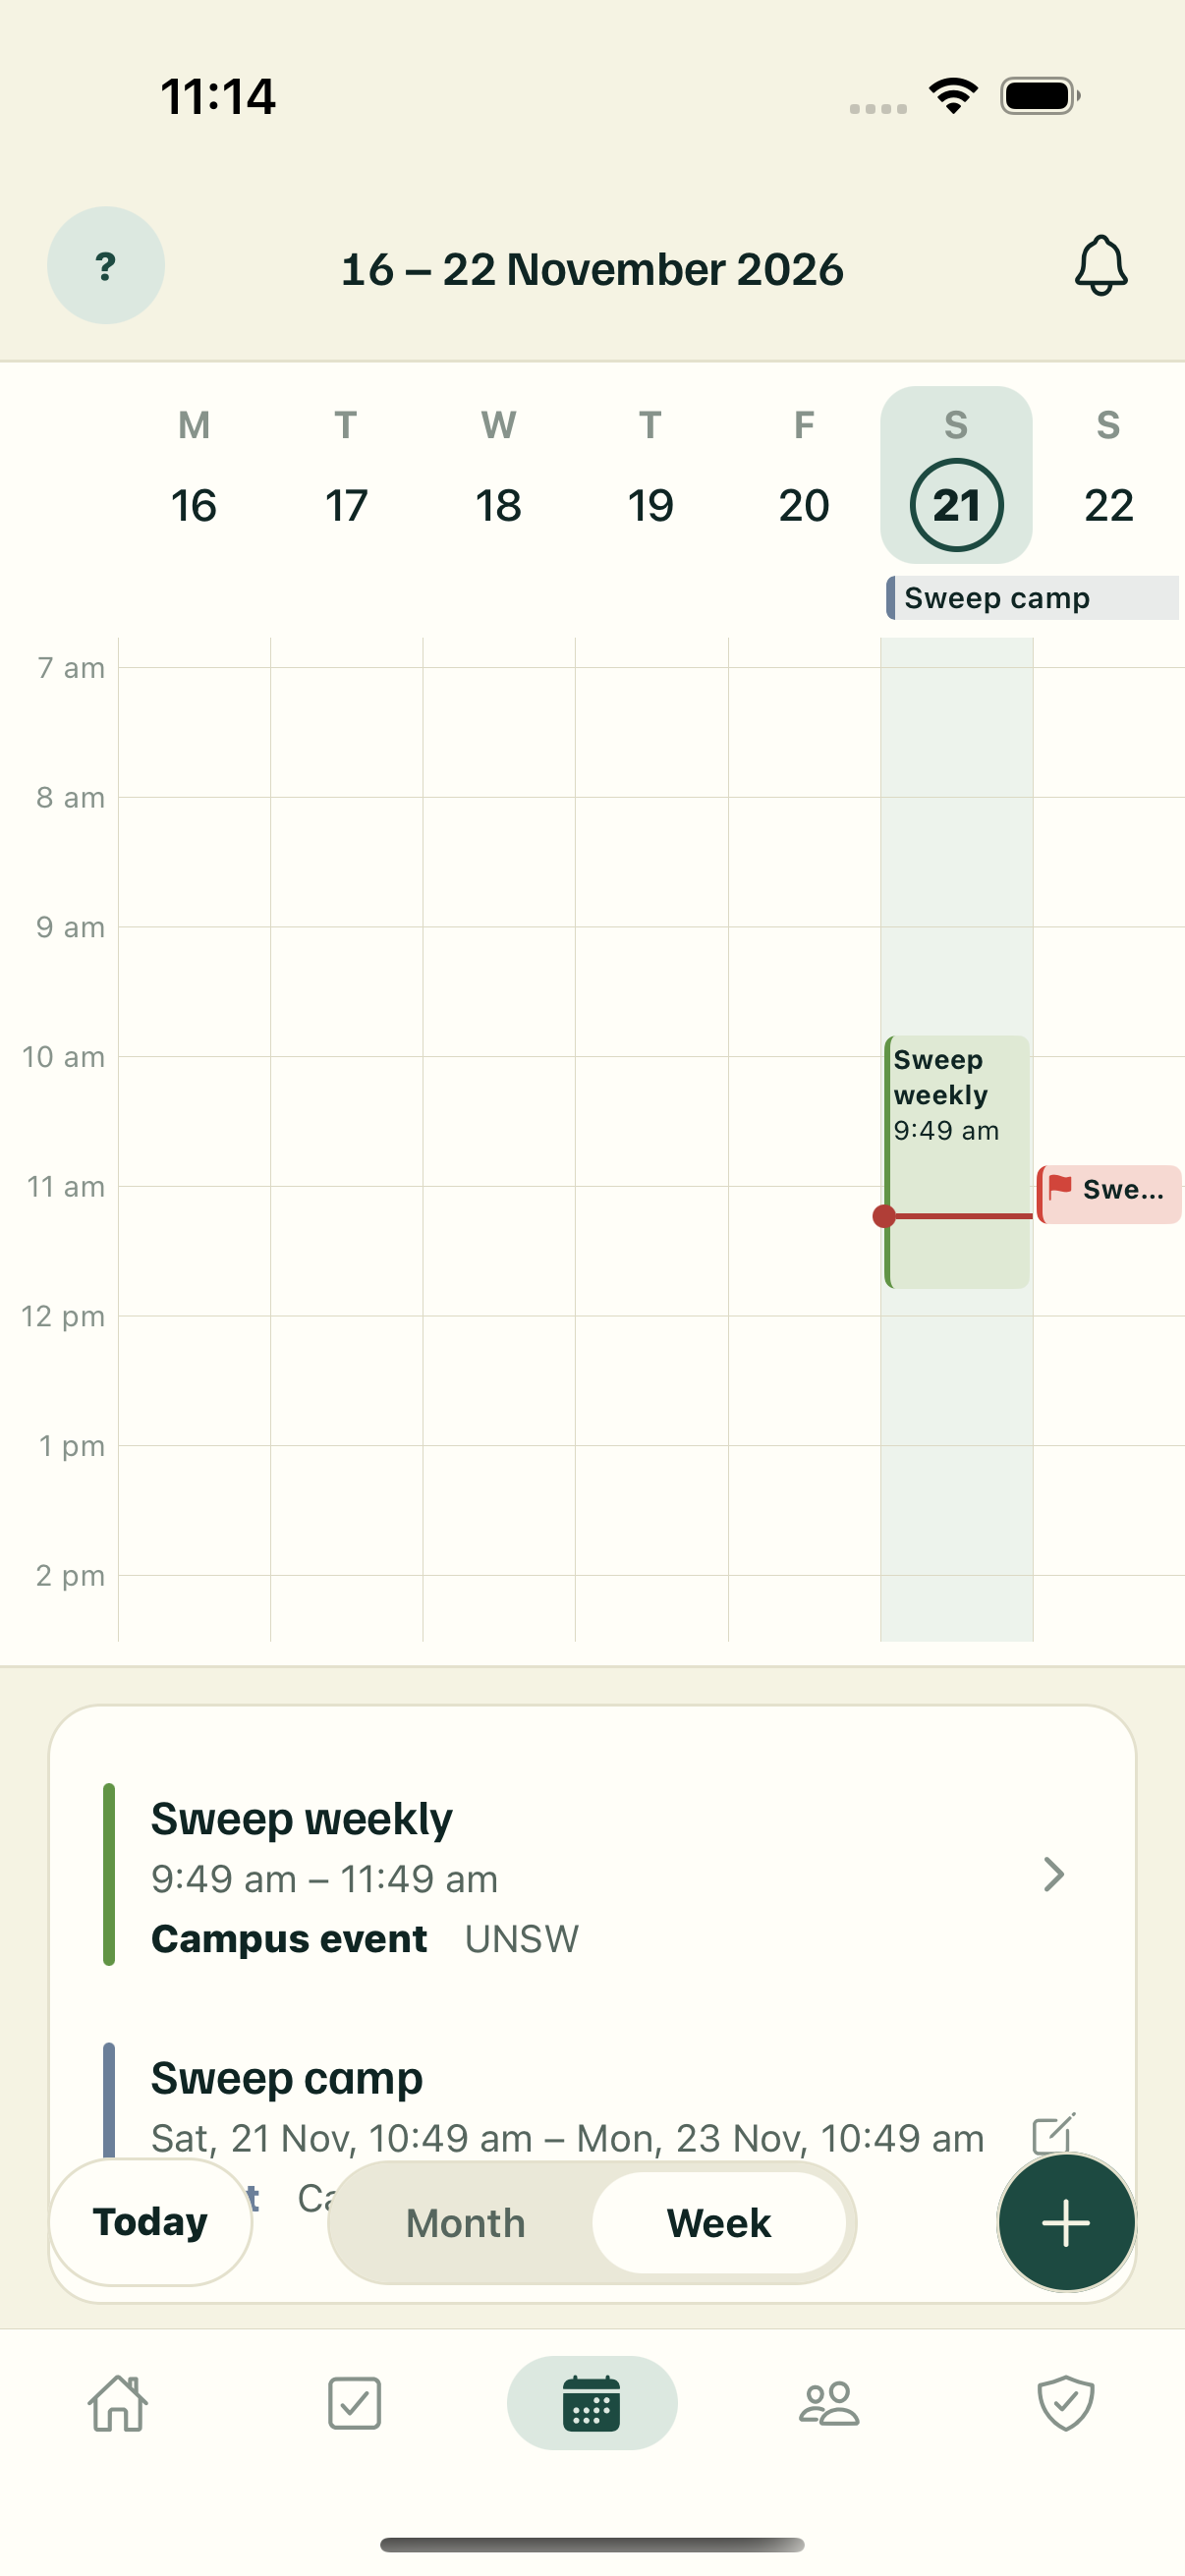 11:14
?
16 – 22 November 2026
M T W T F S S
16 17 18 19 20 21 22
Sweep camp
7 am
8 am
9 am
10 am
Sweep
weekly
9:49 am
11 am
Swe...
12 pm
1 pm
2 pm
Sweep weekly
9:49 am – 11:49 am
Campus event UNSW
Sweep camp
Sat, 21 Nov, 10:49 am – Mon, 23 Nov, 10:49 am
Today
Month
Week